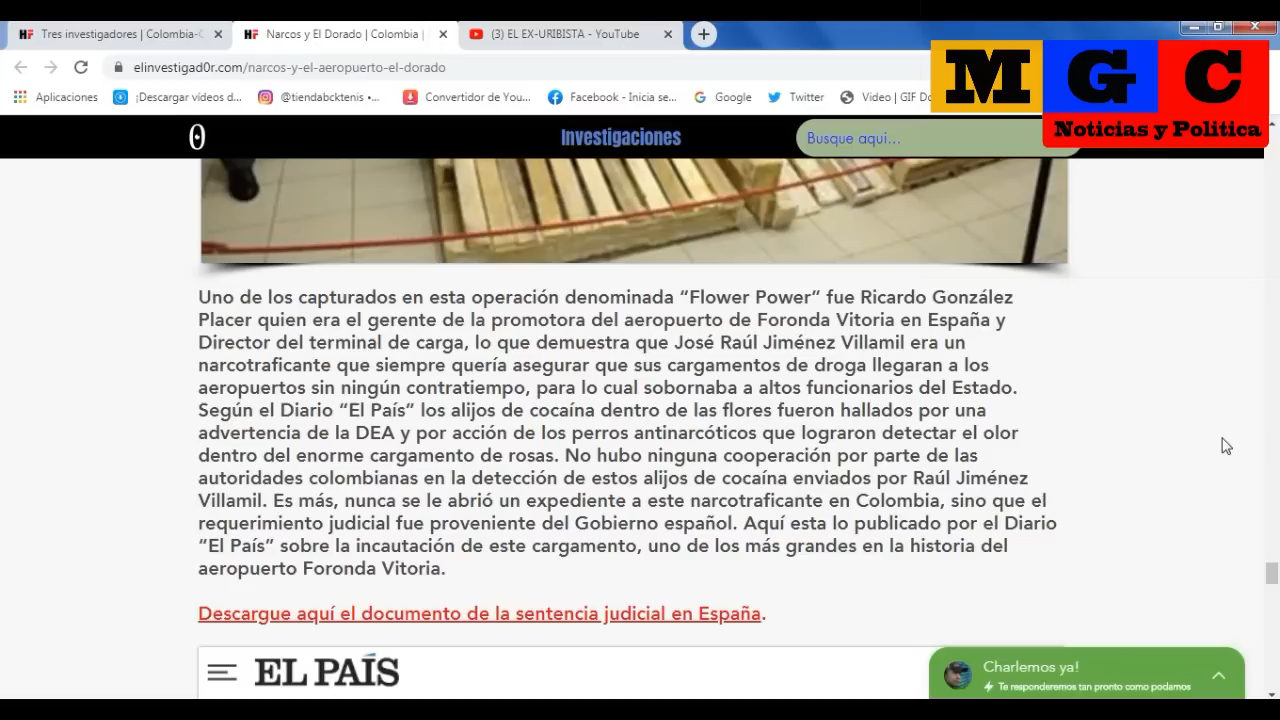 Tres investigadores | Colombia-C
Narcos y El Dorado | Colombia |
K-URIBISTA - YouTube
elinvestigad0r.com/narcos-y-el-aeropuerto-el-dorado
Aplicaciones
¡Descargar vídeos d...
@tiendabcktenis •...
Convertidor de You...
Facebook - Inicia se...
Google
Twitter
Video | GIF Do
M G C
Noticias y Politica
0
Investigaciones
Busque aqui...
Uno de los capturados en esta operación denominada “Flower Power” fue Ricardo González
Placer quien era el gerente de la promotora del aeropuerto de Foronda Vitoria en España y
Director del terminal de carga, lo que demuestra que José Raúl Jiménez Villamil era un
narcotraficante que siempre quería asegurar que sus cargamentos de droga llegaran a los
aeropuertos sin ningún contratiempo, para lo cual sobornaba a altos funcionarios del Estado.
Según el Diario “El País” los alijos de cocaína dentro de las flores fueron hallados por una
advertencia de la DEA y por acción de los perros antinarcóticos que lograron detectar el olor
dentro del enorme cargamento de rosas. No hubo ninguna cooperación por parte de las
autoridades colombianas en la detección de estos alijos de cocaína enviados por Raúl Jiménez
Villamil. Es más, nunca se le abrió un expediente a este narcotraficante en Colombia, sino que el
requerimiento judicial fue proveniente del Gobierno español. Aquí esta lo publicado por el Diario
“El País” sobre la incautación de este cargamento, uno de los más grandes en la historia del
aeropuerto Foronda Vitoria.
Descargue aquí el documento de la sentencia judicial en España.
EL PAÍS
Charlemos ya!
Te responderemos tan pronto como podamos